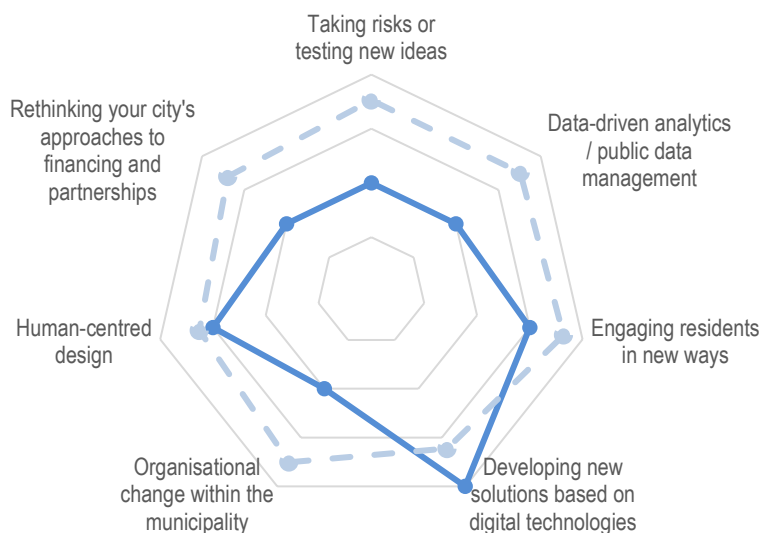 Taking risks or
testing new ideas
Data-driven analytics
/ public data
management
Engaging residents
in new ways
Developing new
solutions based on
digital technologies
Organisational
change within the
municipality
Human-centred
design
Rethinking your city's
approaches to
financing and
partnerships